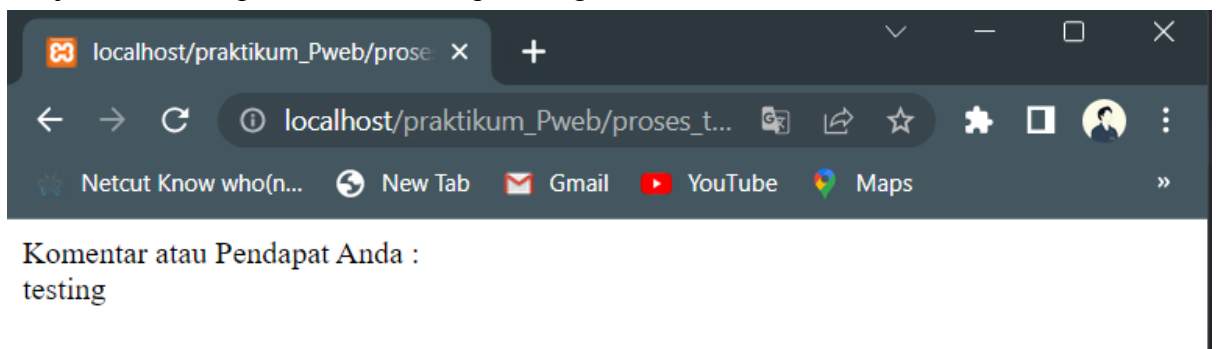 localhost/praktikum_Pweb/prose
localhost/praktikum_Pweb/proses_t...
Netcut Know who(n... New Tab Gmail YouTube Maps »
Komentar atau Pendapat Anda :
testing